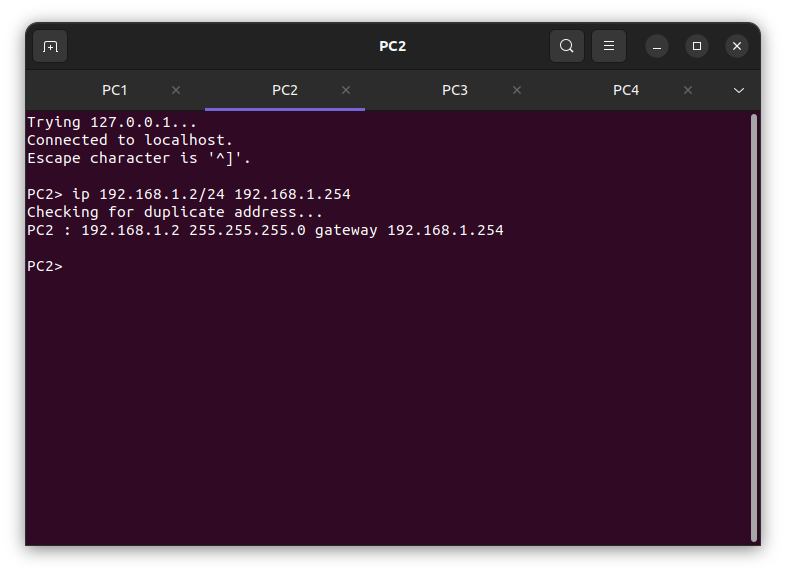 PC2
PC1
PC2
PC3
PC4
Trying 127.0.0.1...
Connected to localhost.
Escape character is '^]'.
PC2> ip 192.168.1.2/24 192.168.1.254
Checking for duplicate address...
PC2 : 192.168.1.2 255.255.255.0 gateway 192.168.1.254
PC2>